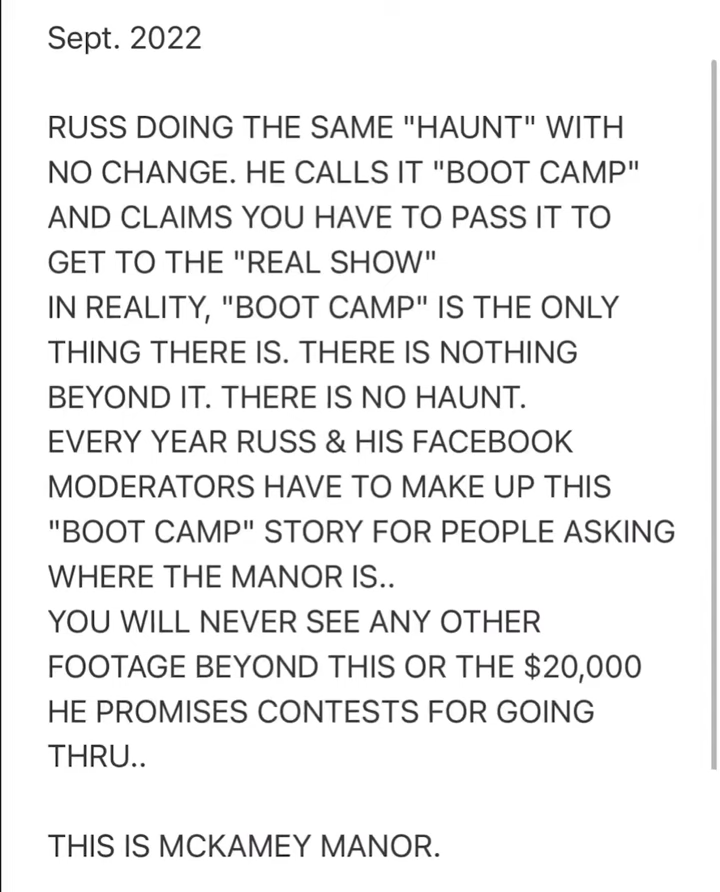 Sept. 2022
RUSS DOING THE SAME "HAUNT" WITH
NO CHANGE. HE CALLS IT "BOOT CAMP"
AND CLAIMS YOU HAVE TO PASS IT TO
GET TO THE "REAL SHOW"
IN REALITY, "BOOT CAMP" IS THE ONLY
THING THERE IS. THERE IS NOTHING
BEYOND IT. THERE IS NO HAUNT.
EVERY YEAR RUSS & HIS FACEBOOK
MODERATORS HAVE TO MAKE UP THIS
"BOOT CAMP" STORY FOR PEOPLE ASKING
WHERE THE MANOR IS..
YOU WILL NEVER SEE ANY OTHER
FOOTAGE BEYOND THIS OR THE $20,000
HE PROMISES CONTESTS FOR GOING
THRU..
THIS IS MCKAMEY MANOR.